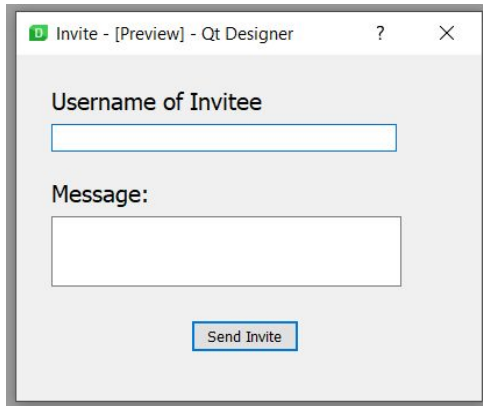 Invite - [Preview] - Qt Designer ?
Username of Invitee
Message:
Send Invite